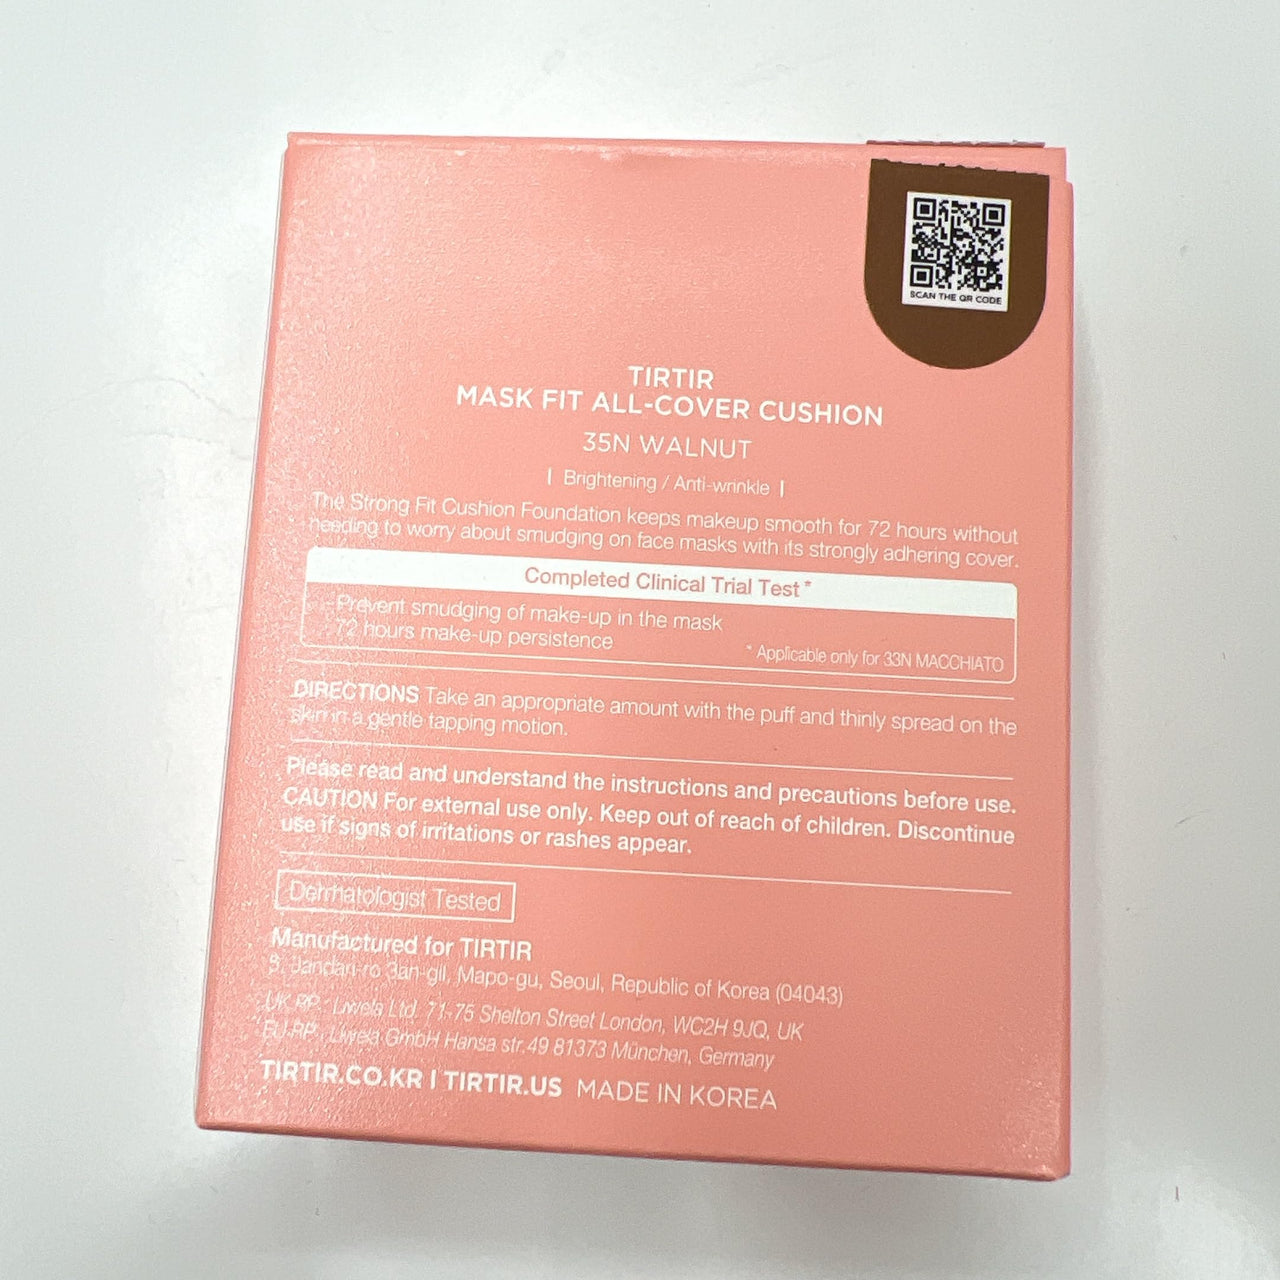 SCAN THE QR CODE
TIRTIR
MASK FIT ALL-COVER CUSHION
35N WALNUT
| Brightening / Anti-wrinkle |
The Strong Fit Cushion Foundation keeps makeup smooth for 72 hours without
needing to worry about smudging on face masks with its strongly adhering cover.
Completed Clinical Trial Test*
- Prevent smudging of make-up in the mask
- 72 hours make-up persistence
* Applicable only for 33N MACCHIATO
DIRECTIONS Take an appropriate amount with the puff and thinly spread on the
skin in a gentle tapping motion.
Please read and understand the instructions and precautions before use.
CAUTION For external use only. Keep out of reach of children. Discontinue
use if signs of irritations or rashes appear.
Dermatologist Tested
Manufactured for TIRTIR
Jandari-ro 3an-gil, Mapo-gu, Seoul, Republic of Korea (04043)
UK RP : Ltd. 71-75 Shelton Street London, WC2H 9JQ, UK
EU RP : GmbH Hansa str.49 81373 München, Germany
TIRTIR.CO.KR | TIRTIR.US MADE IN KOREA